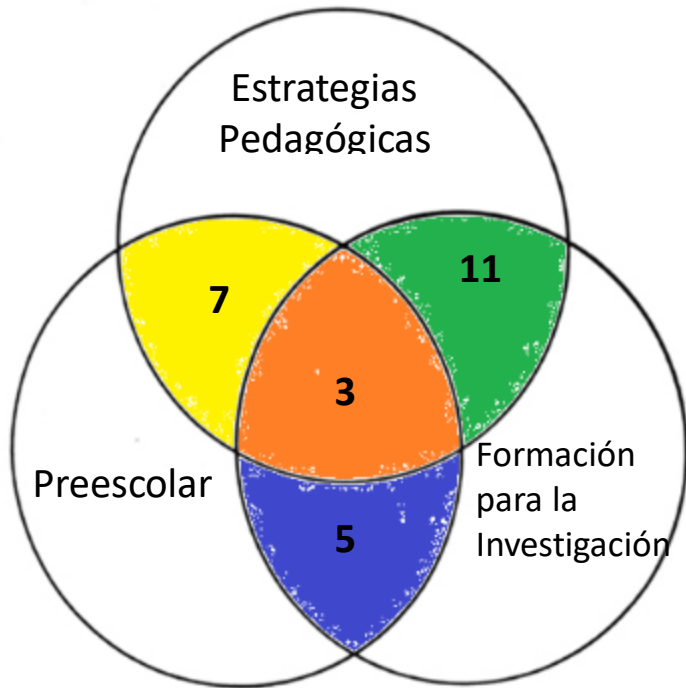 Estrategias
Pedagógicas
7
11
3
Preescolar
Formación
para la
Investigación
5